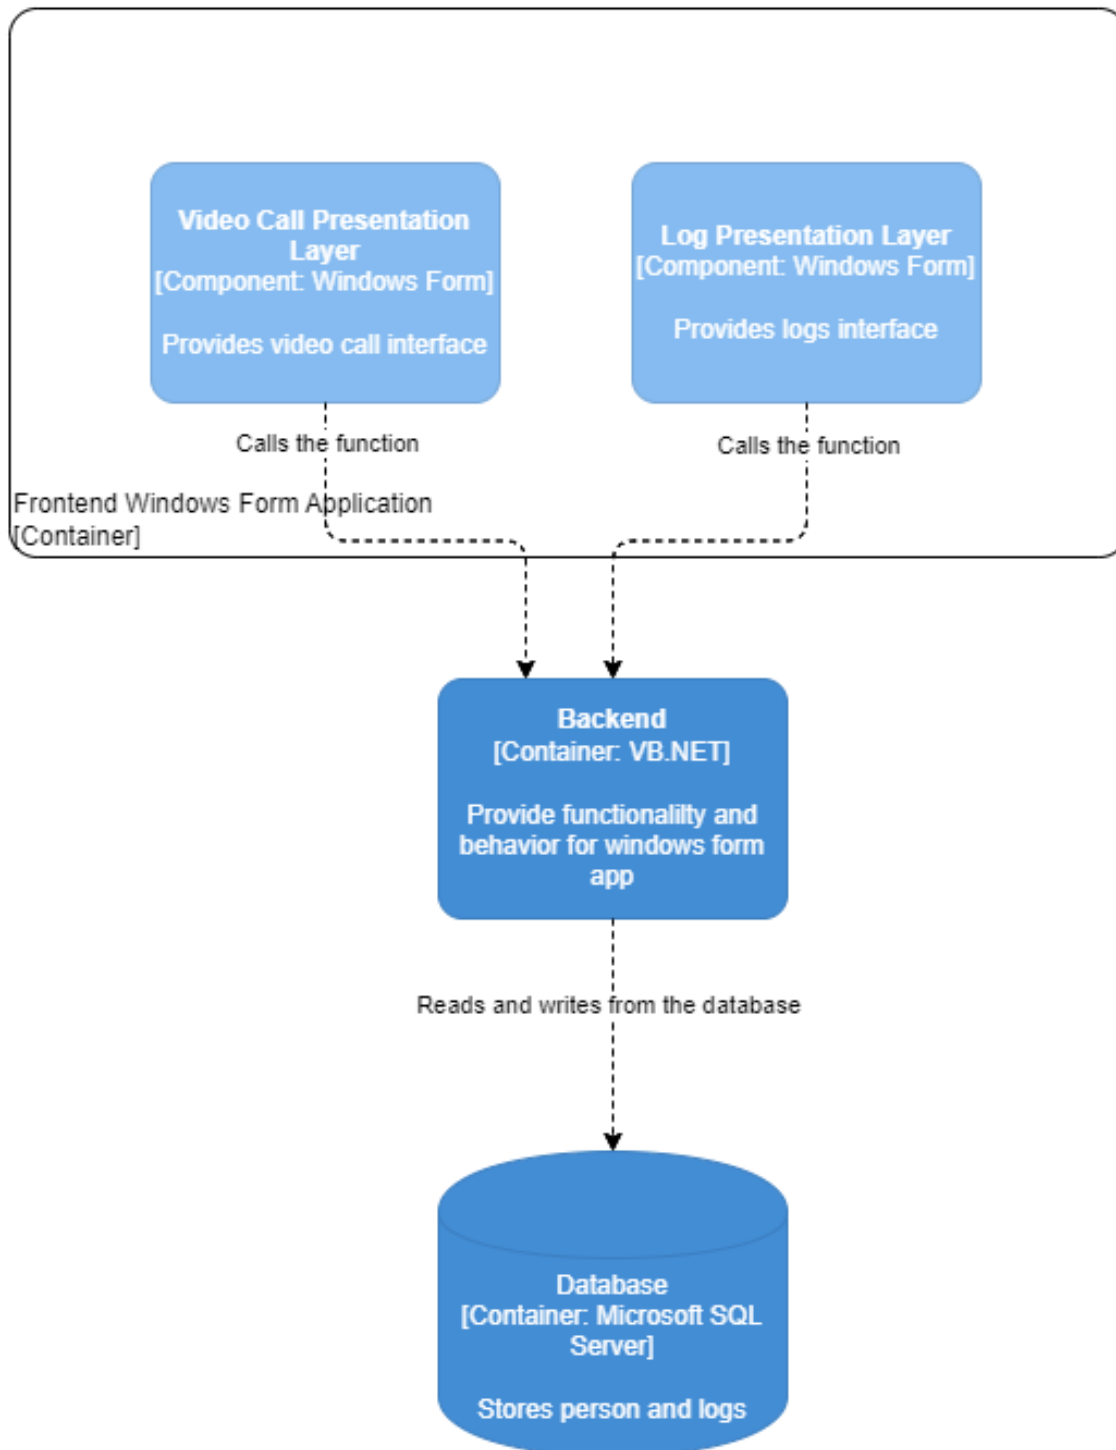 Video Call Presentation
Layer
[Component: Windows Form]
Provides video call interface
Log Presentation Layer
[Component: Windows Form]
Provides logs interface
Calls the function
Calls the function
Frontend Windows Form Application
[Container]
Backend
[Container: VB.NET]
Provide functionalilty and
behavior for windows form
app
Reads and writes from the database
Database
[Container: Microsoft SQL
Server]
Stores person and logs